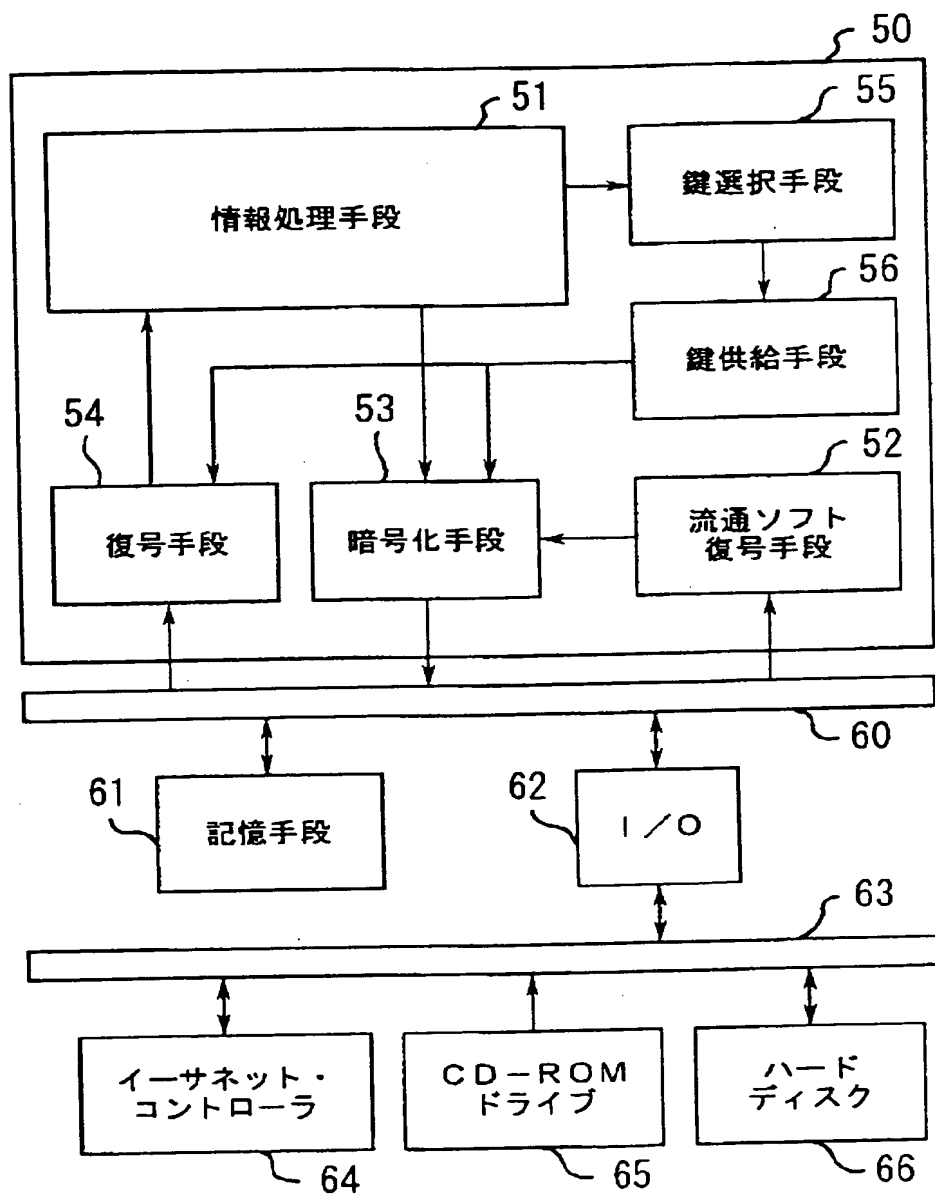 50
51
55
情報処理手段
鍵選択手段
56
鍵供給手段
54
53
52
復号手段
暗号化手段
流通ソフト
復号手段
60
61
記憶手段
62
I/O
63
イーサネット・
コントローラ
CD-ROM
ドライブ
ハード
ディスク
64
65
66